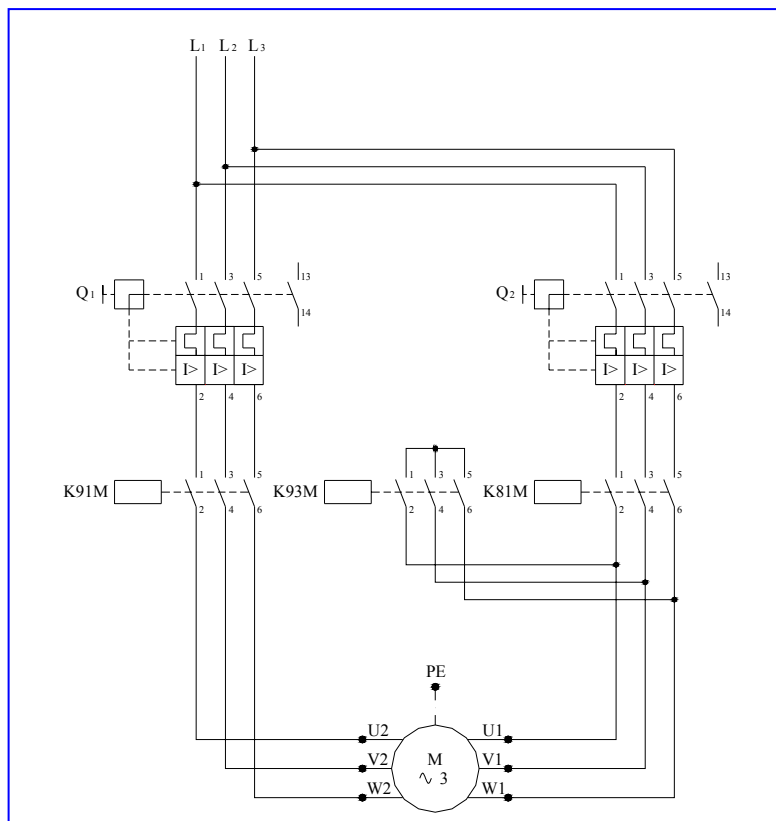 L1 L2 L3
Q1 1 3 5 13
14
I> I> I>
2 4 6
Q2 1 3 5 13
14
I> I> I>
2 4 6
K91M 1 3 5
2 4 6
K93M 1 3 5
2 4 6
K81M 1 3 5
2 4 6
PE
U2 U1
V2 M V1
∿ 3
W2 W1